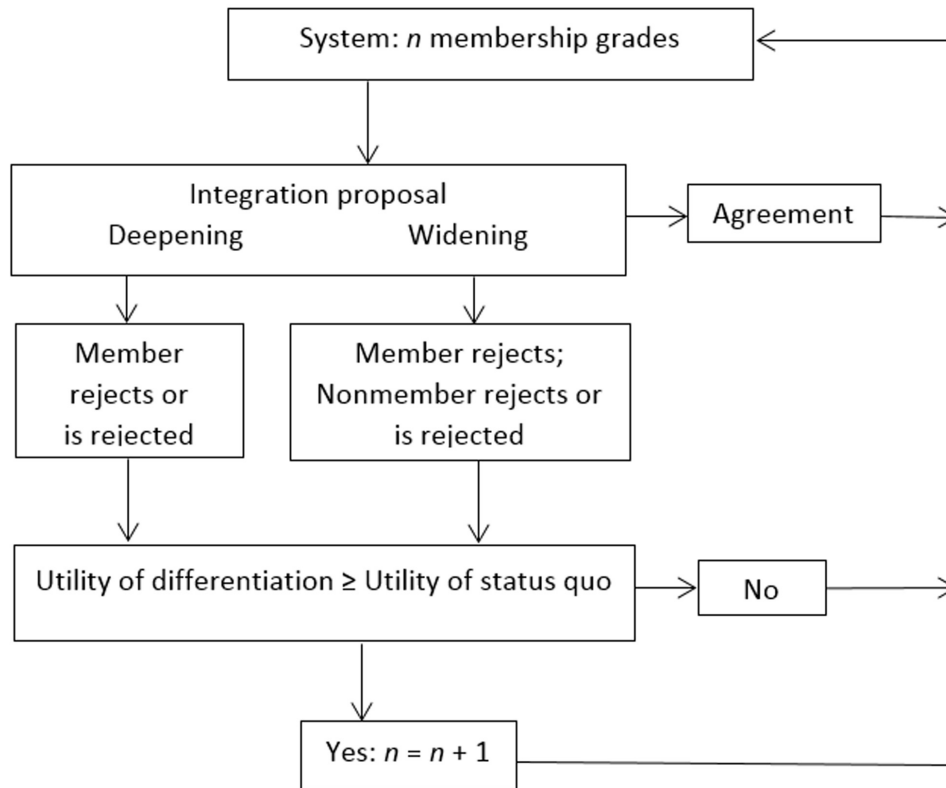 System: n membership grades
Integration proposal
Deepening Widening
Agreement
Member
rejects or
is rejected
Member rejects;
Nonmember rejects or
is rejected
Utility of differentiation ≥ Utility of status quo
No
Yes: n = n + 1